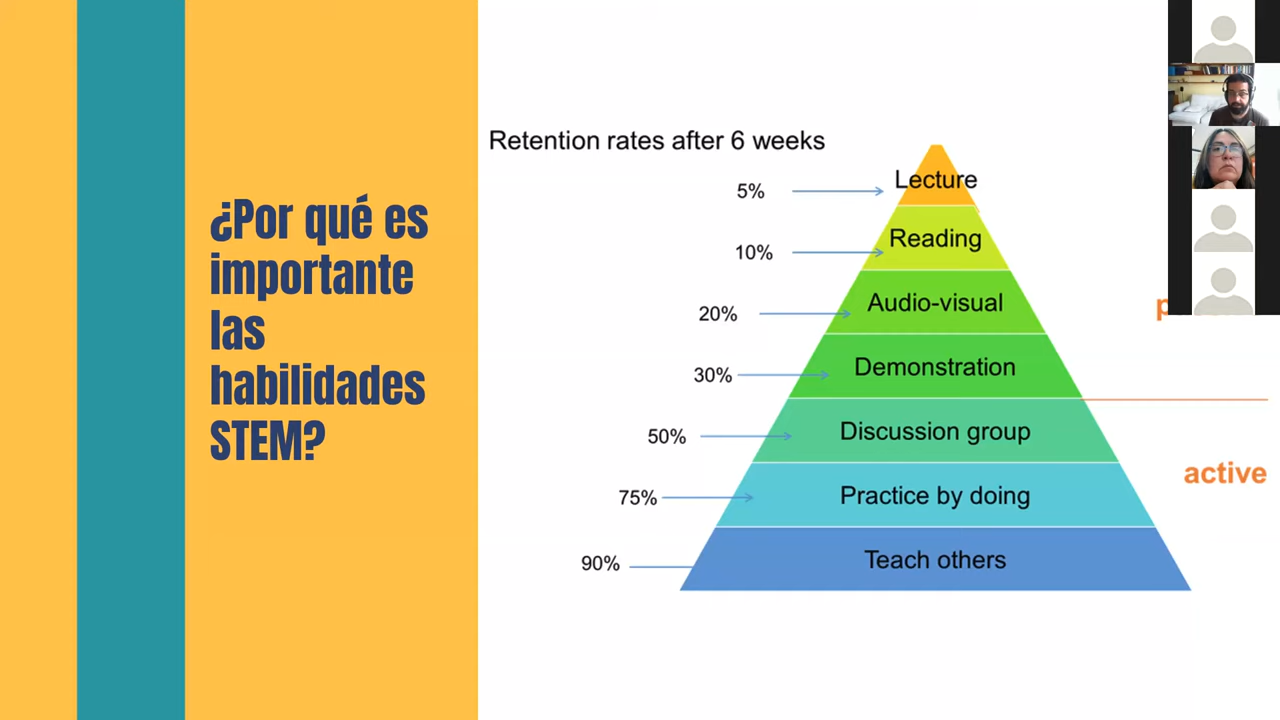 ¿Por qué es
importante
las
habilidades
STEM?
Retention rates after 6 weeks
5%
Lecture
10%
Reading
20%
Audio-visual
30%
Demonstration
50%
Discussion group
75%
Practice by doing
90%
Teach others
active